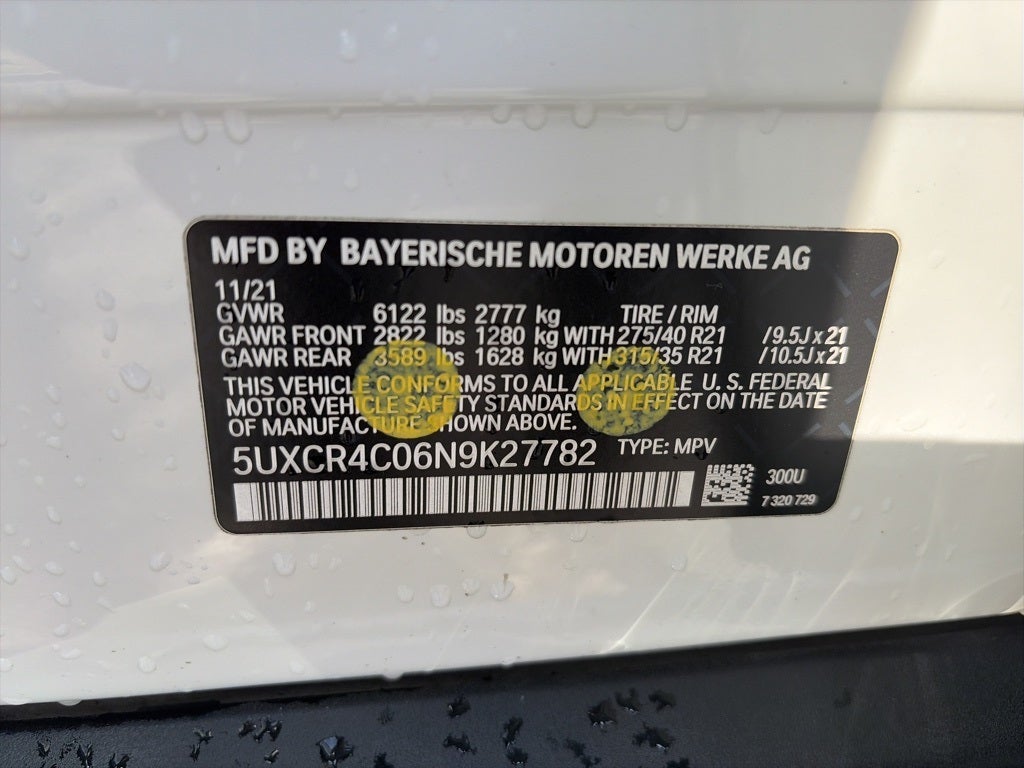 MFD BY BAYERISCHE MOTOREN WERKE AG
11/21
GVWR 6122 lbs 2777 kg TIRE / RIM
GAWR FRONT 2822 lbs 1280 kg WITH 275/40 R21 /9.5J x 21
GAWR REAR 3589 lbs 1628 kg WITH 315/35 R21 /10.5J x 21
THIS VEHICLE CONFORMS TO ALL APPLICABLE U. S. FEDERAL
MOTOR VEHICLE SAFETY STANDARDS IN EFFECT ON THE DATE
OF MANUFACTURE SHOWN ABOVE.
5UXCR4C06N9K27782 TYPE: MPV
300U
7 320 729